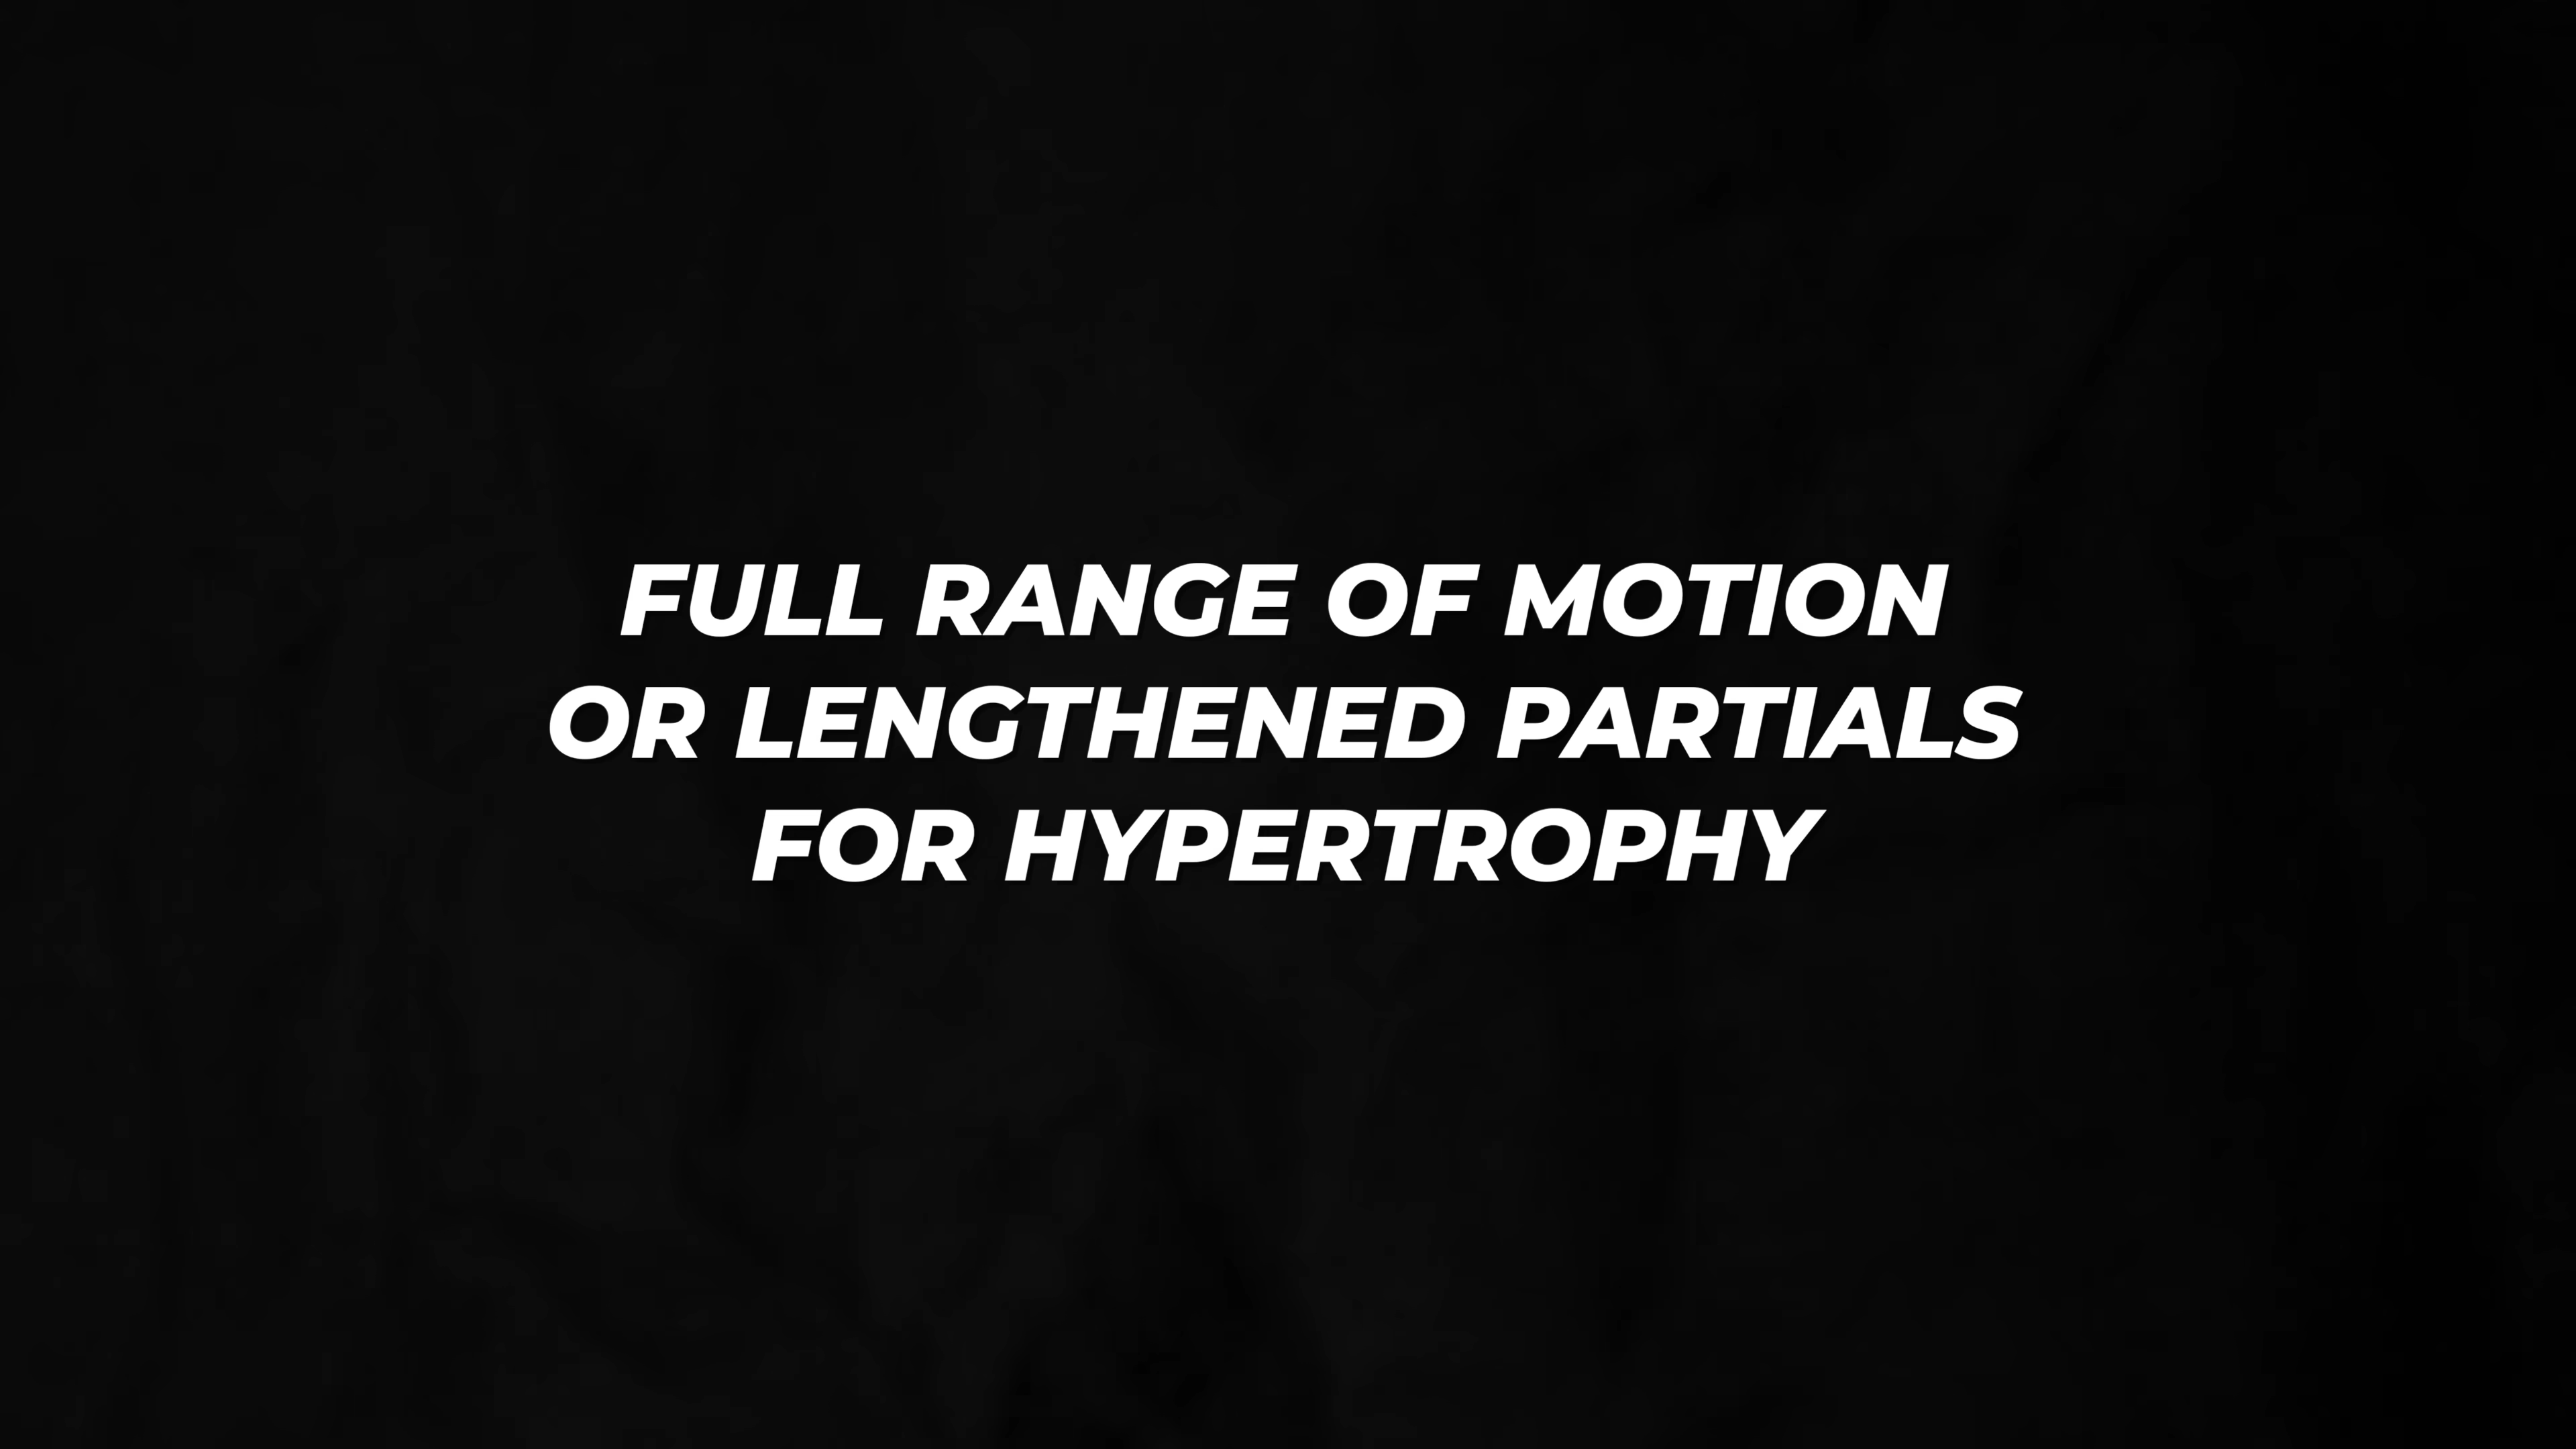 FULL RANGE OF MOTION
OR LENGTHENED PARTIALS
FOR HYPERTROPHY